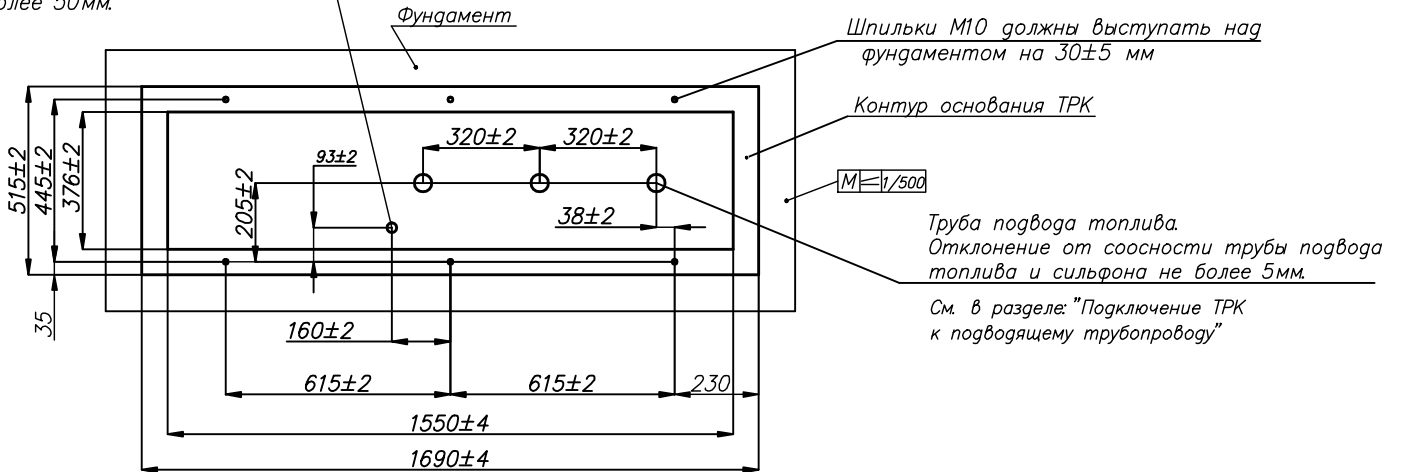 более 50мм.
Фундамент
Шпильки М10 должны выступать над
фундаментом на 30±5 мм
Контур основания ТРК
М 1/500
Труба подвода топлива.
Отклонение от соосности трубы подвода
топлива и сильфона не более 5мм.
См. в разделе: "Подключение ТРК
к подводящему трубопроводу"
515±2
445±2
376±2
205±2
93±2
320±2
320±2
38±2
35
160±2
615±2
615±2
230
1550±4
1690±4